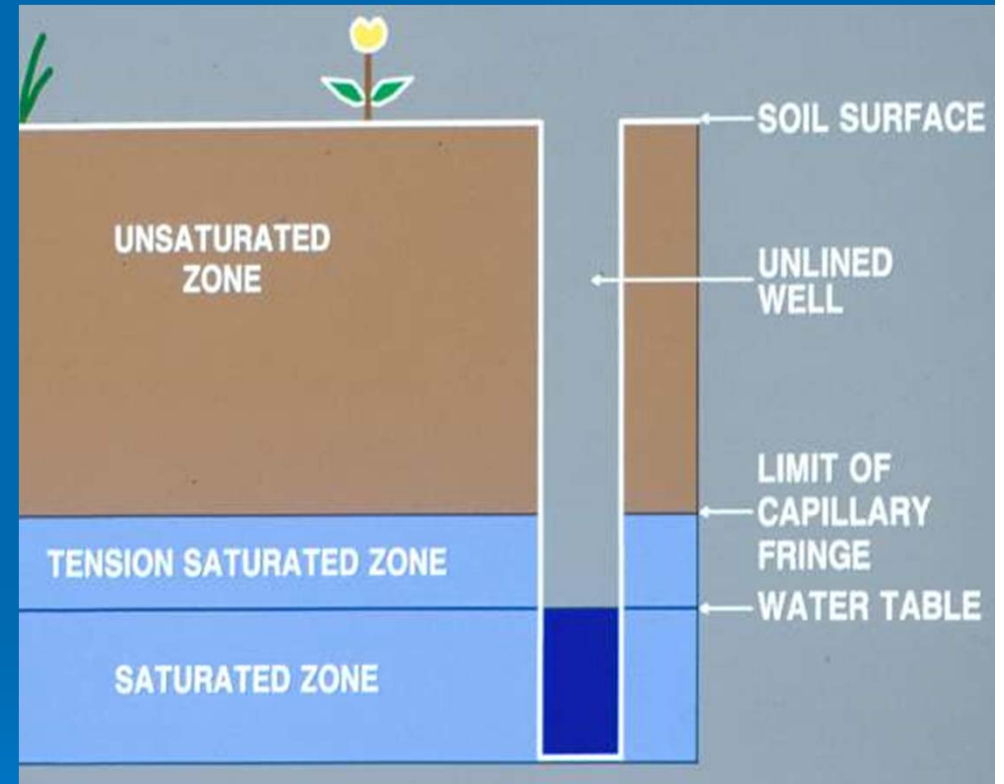 SOIL SURFACE
UNSATURATED
ZONE
UNLINED
WELL
LIMIT OF
CAPILLARY
FRINGE
TENSION SATURATED ZONE
WATER TABLE
SATURATED ZONE